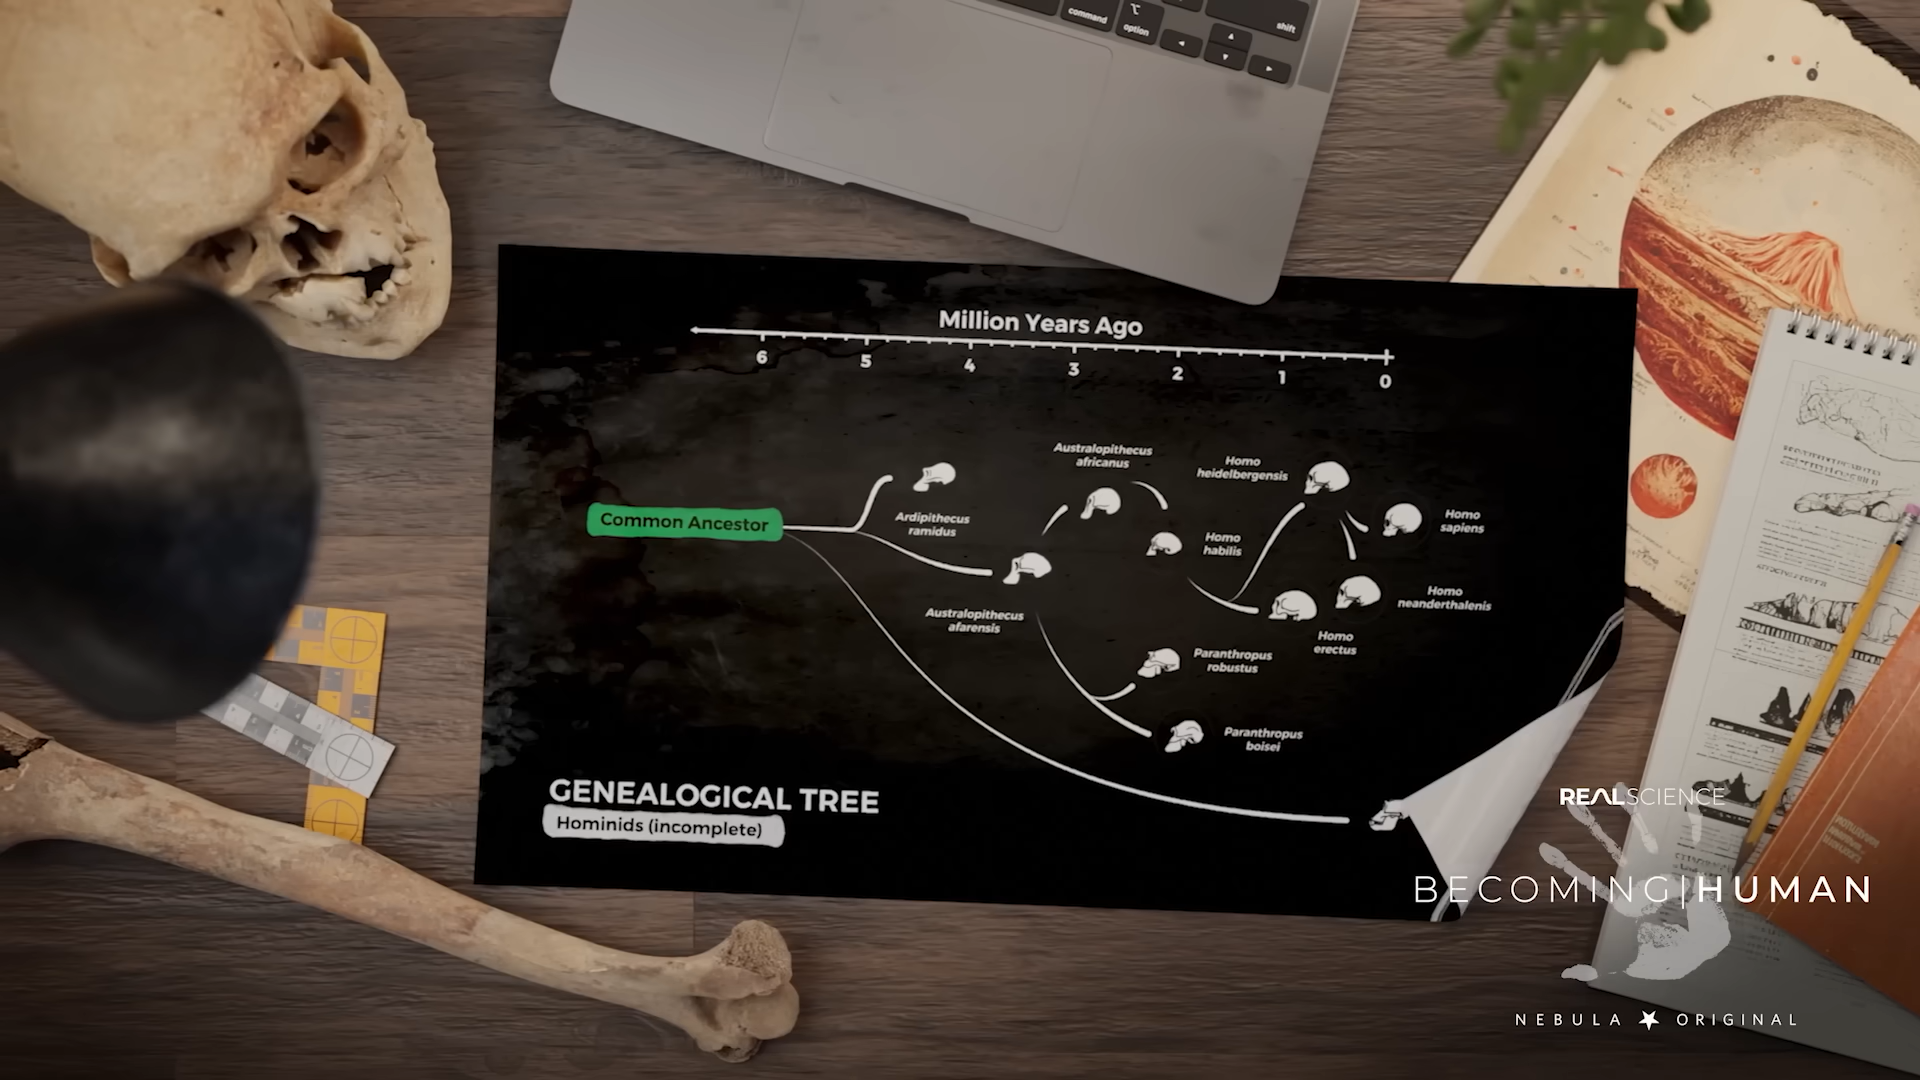 command
option
shift
Million Years Ago
6
5
4
3
2
1
0
Common Ancestor
Ardipithecus
ramidus
Australopithecus
afarensis
Australopithecus
africanus
Homo
habilis
Homo
heidelbergensis
Homo
sapiens
Homo
neanderthalenis
Homo
erectus
Paranthropus
robustus
Paranthropus
boisei
GENEALOGICAL TREE
Hominids (incomplete)
REALSCIENCE
BECOMING|HUMAN
NEBULA ORIGINAL